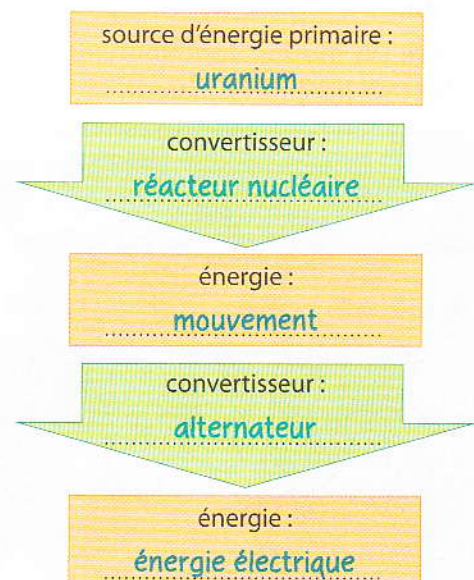 source d'énergie primaire :
uranium
convertisseur :
réacteur nucléaire
énergie :
mouvement
convertisseur :
alternateur
énergie :
énergie électrique